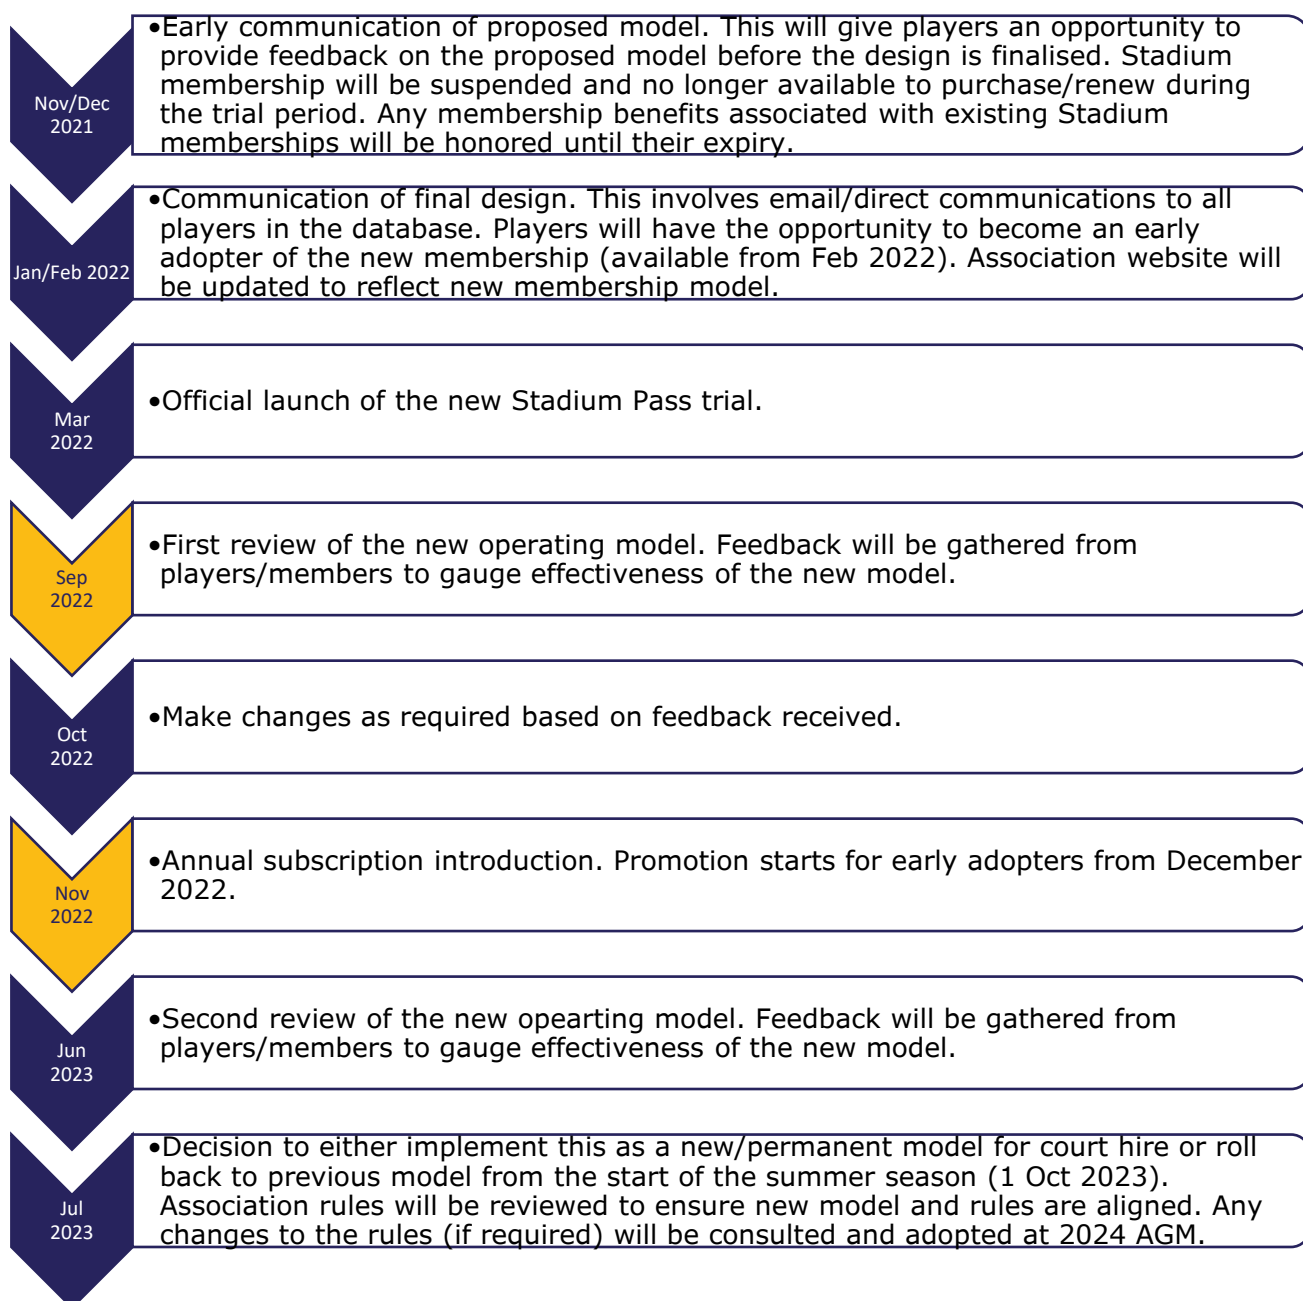 •Early communication of proposed model. This will give players an opportunity to
provide feedback on the proposed model before the design is finalised. Stadium
membership will be suspended and no longer available to purchase/renew during
the trial period. Any membership benefits associated with existing Stadium
memberships will be honored until their expiry.
Nov/Dec
2021
•Communication of final design. This involves email/direct communications to all
players in the database. Players will have the opportunity to become an early
adopter of the new membership (available from Feb 2022). Association website will
be updated to reflect new membership model.
Jan/Feb 2022
•Official launch of the new Stadium Pass trial.
Mar
2022
•First review of the new operating model. Feedback will be gathered from
players/members to gauge effectiveness of the new model.
Sep
2022
•Make changes as required based on feedback received.
Oct
2022
•Annual subscription introduction. Promotion starts for early adopters from December
2022.
Nov
2022
•Second review of the new opearting model. Feedback will be gathered from
players/members to gauge effectiveness of the new model.
Jun
2023
•Decision to either implement this as a new/permanent model for court hire or roll
back to previous model from the start of the summer season (1 Oct 2023).
Association rules will be reviewed to ensure new model and rules are aligned. Any
changes to the rules (if required) will be consulted and adopted at 2024 AGM.
Jul
2023